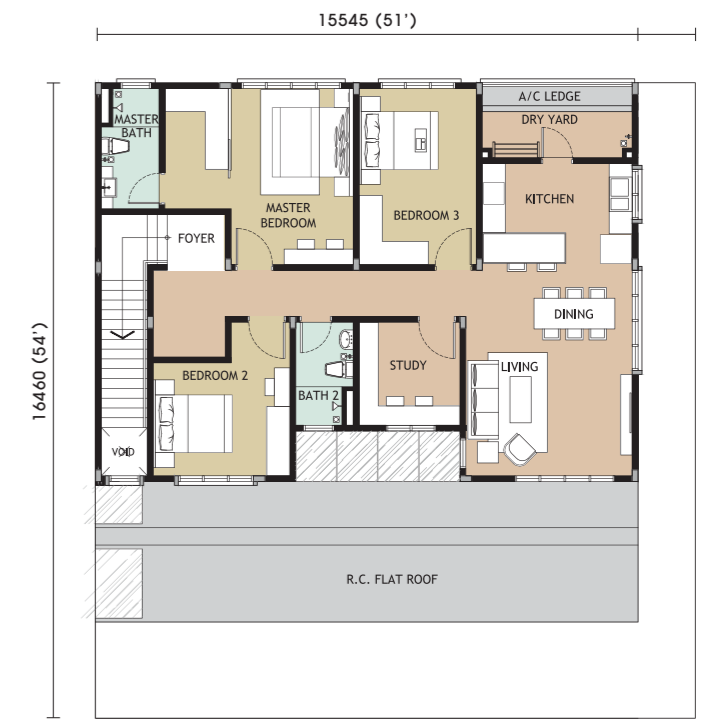 15545 (51')
16460 (54')
A/C LEDGE
DRY YARD
MASTER
BATH
KITCHEN
MASTER
BEDROOM
BEDROOM 3
FOYER
DINING
STUDY
LIVING
BEDROOM 2
BATH 2
VOID
R.C. FLAT ROOF